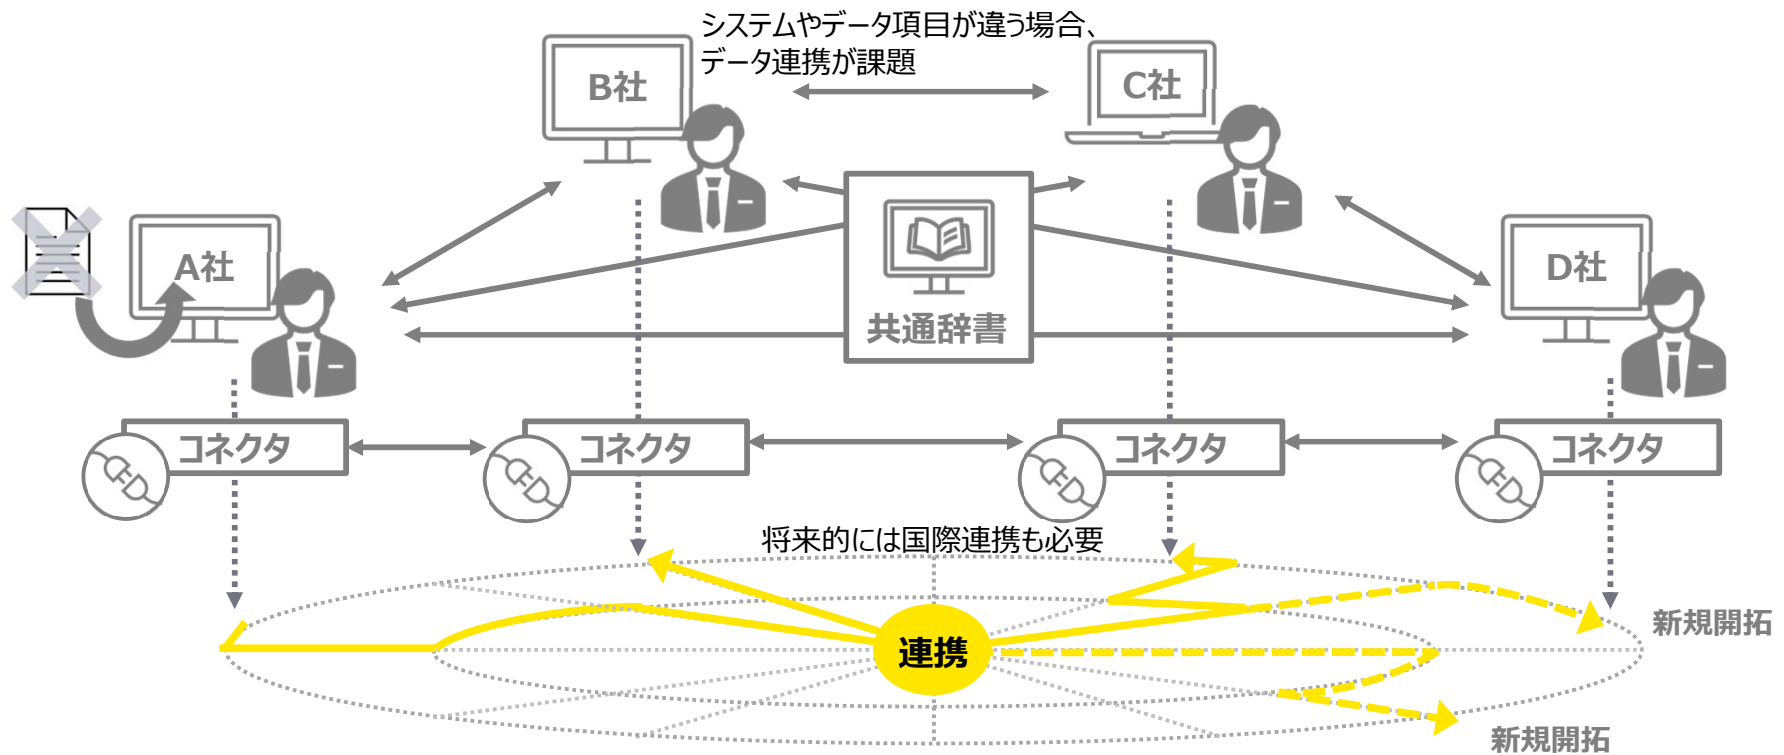 システムやデータ項目が違う場合、
データ連携が課題
B社
C社
A社
D社
共通辞書
コネクタ
コネクタ
コネクタ
コネクタ
将来的には国際連携も必要
連携
新規開拓
新規開拓